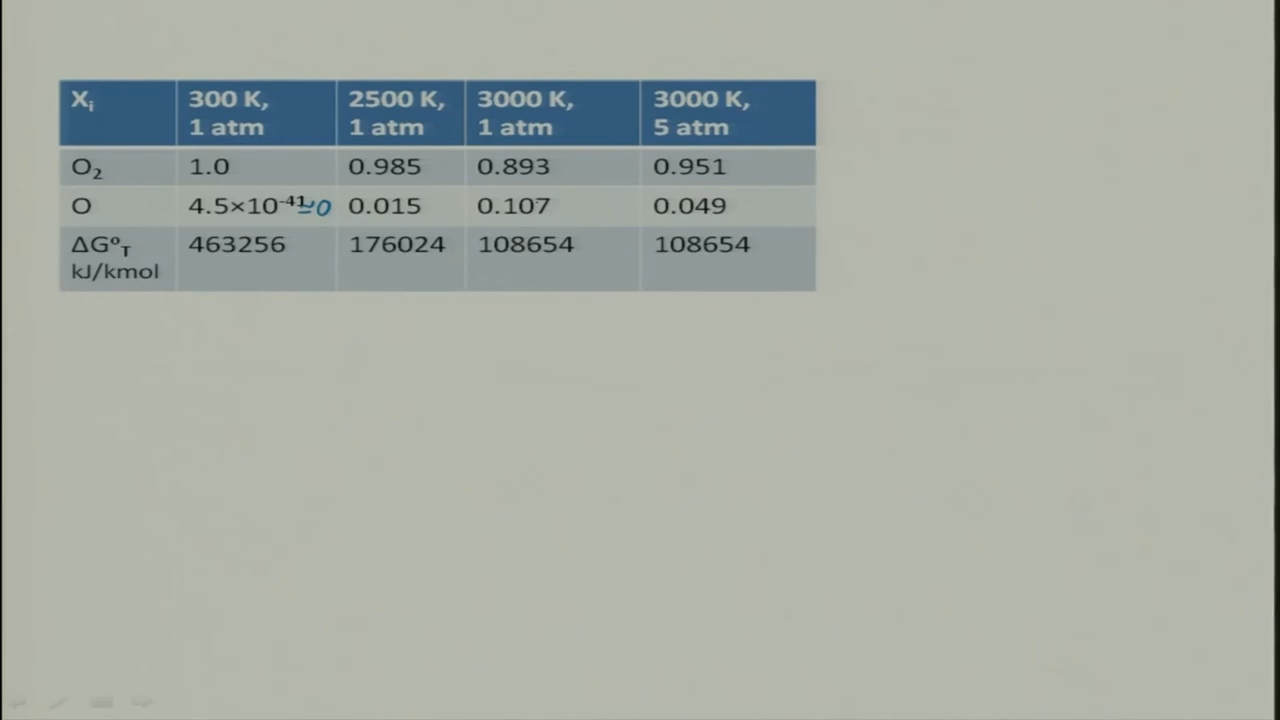 Xi 300 K, 1 atm 2500 K, 1 atm 3000 K, 1 atm 3000 K, 5 atm
O₂ 1.0 0.985 0.893 0.951
O 4.5×10⁻⁴¹ ≃0 0.015 0.107 0.049
ΔG°T kJ/kmol 463256 176024 108654 108654